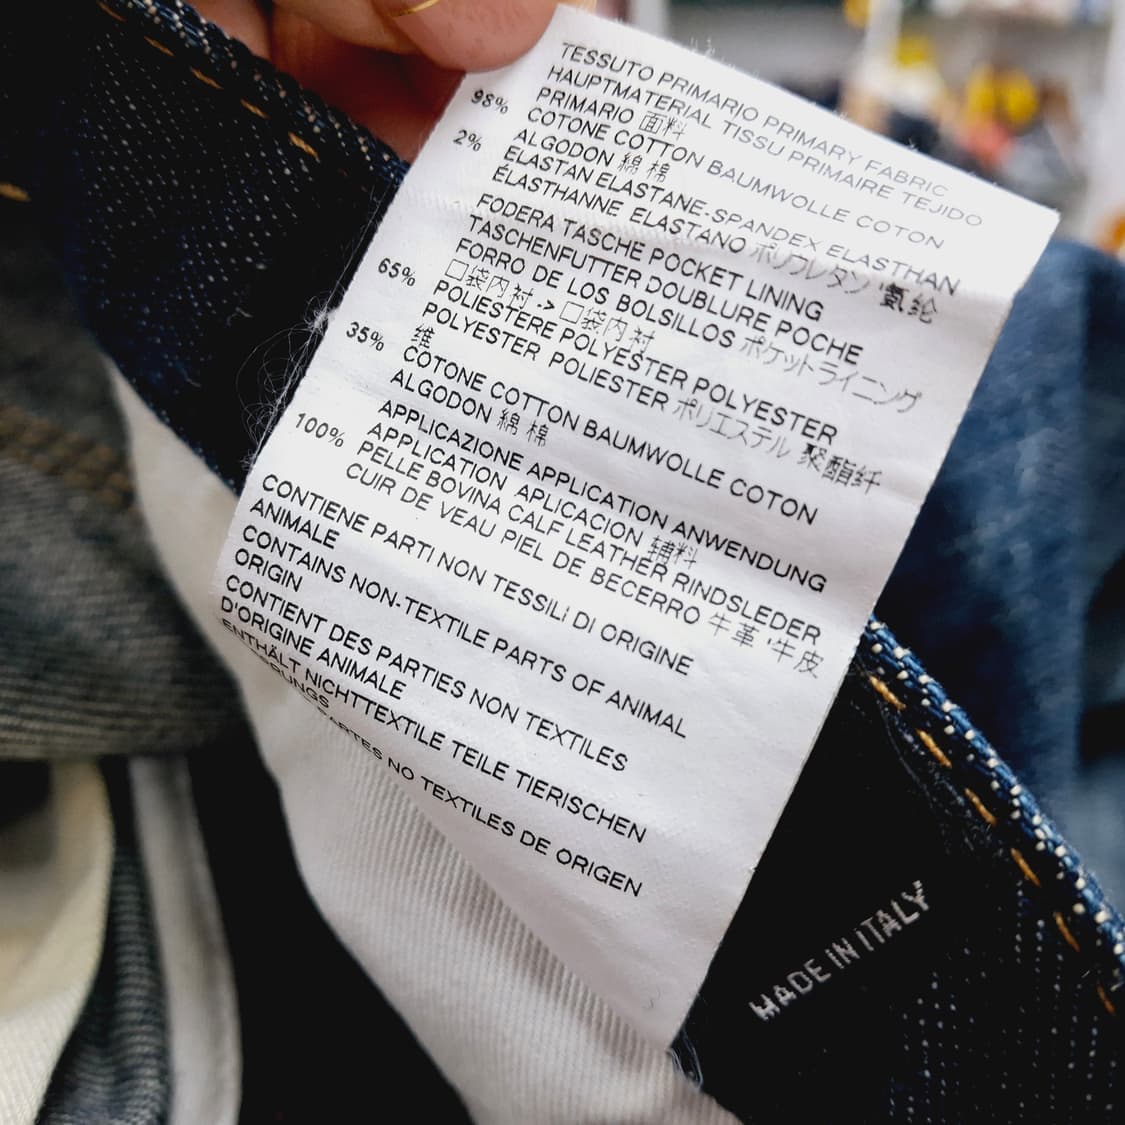 TESSUTO PRIMARIO PRIMARY FABRIC
HAUPTMATERIAL TISSU PRIMAIRE TEJIDO
PRIMARIO 面料
98% COTONE COTTON BAUMWOLLE COTON
ALGODON 綿 棉
2% ELASTAN ELASTANE-SPANDEX ELASTHAN
ÉLASTHANNE ELASTANO ポリウレタン '氨纶
FODERA TASCHE POCKET LINING
TASCHENFUTTER DOUBLURE POCHE
FORRO DE LOS BOLSILLOS ポケットライニング
口袋内衬 -> 口袋内衬
65% POLIESTERE POLYESTER POLYESTER
POLYESTER POLIESTER ポリエステル 聚酯纤
维
35% COTONE COTTON BAUMWOLLE COTON
ALGODON 綿 棉
APPLICAZIONE APPLICATION ANWENDUNG
APPLICATION APLICACION 辅料
100% PELLE BOVINA CALF LEATHER RINDSLEDER
CUIR DE VEAU PIEL DE BECERRO 牛革 '牛皮
CONTIENE PARTI NON TESSILI DI ORIGINE
ANIMALE
CONTAINS NON-TEXTILE PARTS OF ANIMAL
ORIGIN
CONTIENT DES PARTIES NON TEXTILES
D'ORIGINE ANIMALE
ENTHÄLT NICHTTEXTILE TEILE TIERISCHEN
NO TEXTILES DE ORIGEN
MADE IN ITALY